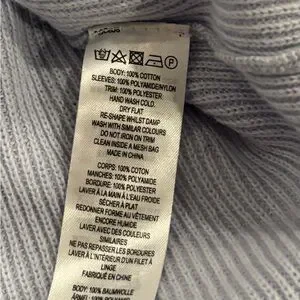 BODY: 100% COTTON
SLEEVES: 100% POLYAMIDE/NYLON
TRIM: 100% POLYESTER
HAND WASH COLD.
DRY FLAT
RE-SHAPE WHILST DAMP
WASH WITH SIMILAR COLOURS
DO NOT IRON ON TRIM
CLEAN INSIDE A MESH BAG
MADE IN CHINA
CORPS: 100% COTON
MANCHES: 100% POLYAMIDE
BORDURE: 100% POLYESTER
LAVER À LA MAIN À L'EAU FROIDE
SÉCHER À PLAT
REDONNER FORME AU VÊTEMENT
ENCORE HUMIDE
LAVER AVEC DES COULEURS
SIMILAIRES
NE PAS REPASSER LES BORDURES
LAVER À L'INTÉRIEUR D'UN FILET À
LINGE
FABRIQUÉ EN CHINE
BODY: 100% BAUMWOLLE
ÄRMEL: 100%